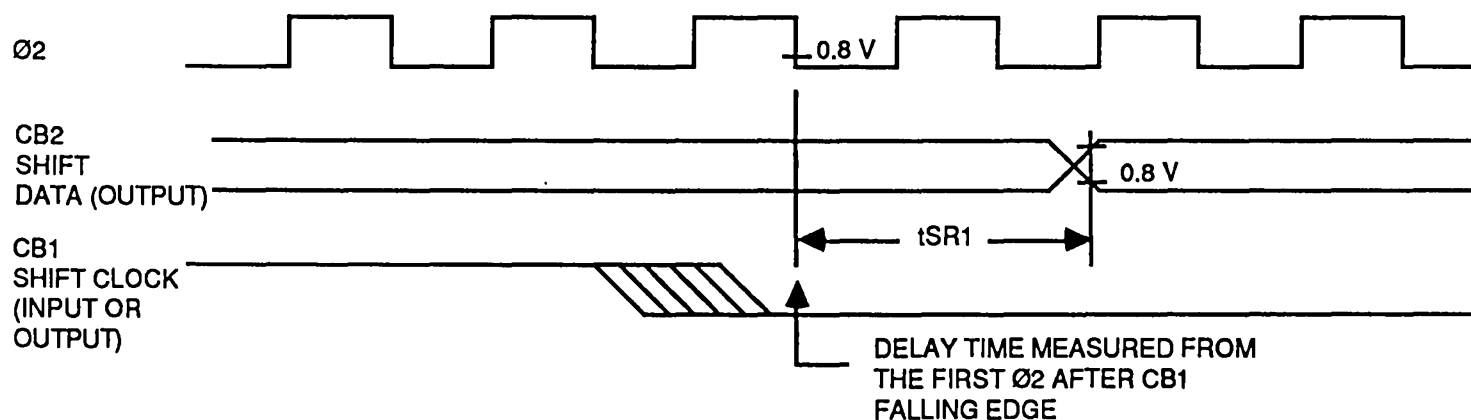 Ø2
0.8 V
CB2
SHIFT
DATA (OUTPUT)
0.8 V
tSR1
CB1
SHIFT CLOCK
(INPUT OR
OUTPUT)
DELAY TIME MEASURED FROM
THE FIRST Ø2 AFTER CB1
FALLING EDGE